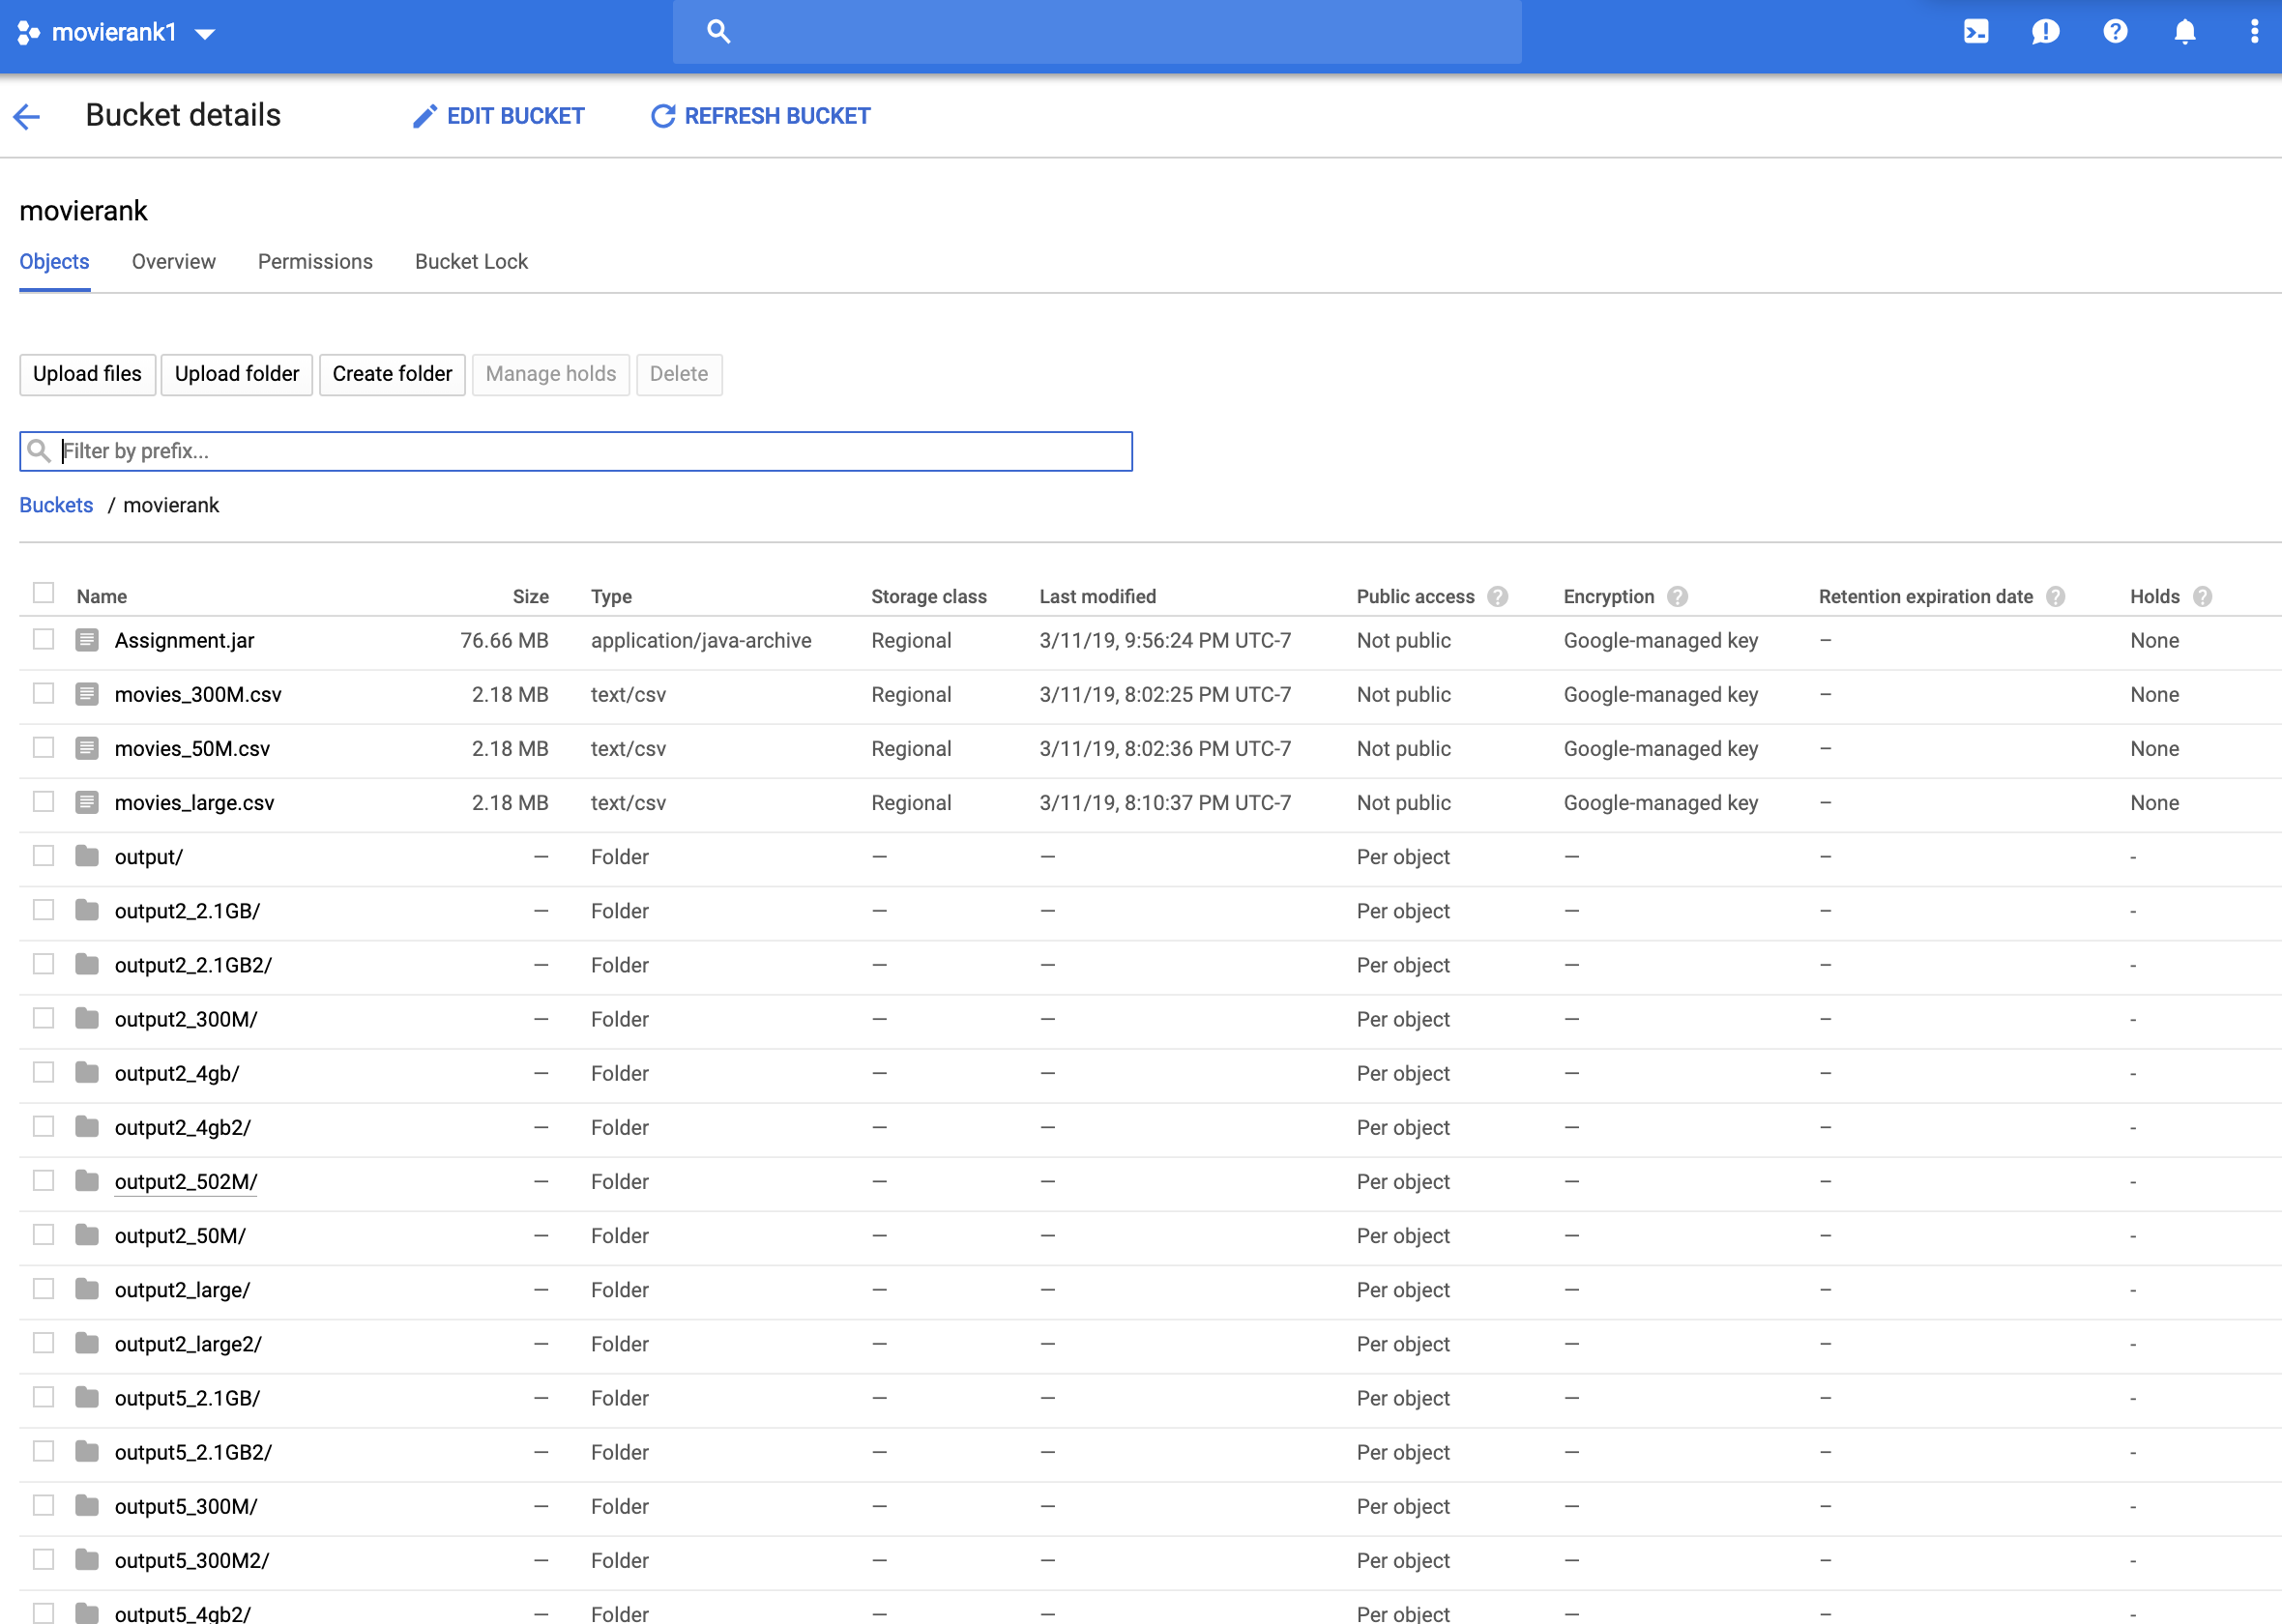 movierank1
Bucket details EDIT BUCKET REFRESH BUCKET
movierank
Objects Overview Permissions Bucket Lock
Upload files Upload folder Create folder Manage holds Delete
Filter by prefix...
Buckets / movierank
Name Size Type Storage class Last modified Public access Encryption Retention expiration date Holds
Assignment.jar 76.66 MB application/java-archive Regional 3/11/19, 9:56:24 PM UTC-7 Not public Google-managed key – None
movies_300M.csv 2.18 MB text/csv Regional 3/11/19, 8:02:25 PM UTC-7 Not public Google-managed key – None
movies_50M.csv 2.18 MB text/csv Regional 3/11/19, 8:02:36 PM UTC-7 Not public Google-managed key – None
movies_large.csv 2.18 MB text/csv Regional 3/11/19, 8:10:37 PM UTC-7 Not public Google-managed key – None
output/ — Folder — — Per object — – -
output2_2.1GB/ — Folder — — Per object — – -
output2_2.1GB2/ — Folder — — Per object — – -
output2_300M/ — Folder — — Per object — – -
output2_4gb/ — Folder — — Per object — – -
output2_4gb2/ — Folder — — Per object — – -
output2_502M/ — Folder — — Per object — – -
output2_50M/ — Folder — — Per object — – -
output2_large/ — Folder — — Per object — – -
output2_large2/ — Folder — — Per object — – -
output5_2.1GB/ — Folder — — Per object — – -
output5_2.1GB2/ — Folder — — Per object — – -
output5_300M/ — Folder — — Per object — – -
output5_300M2/ — Folder — — Per object — – -
output5_4gb2/ — Folder — — Per object — – -